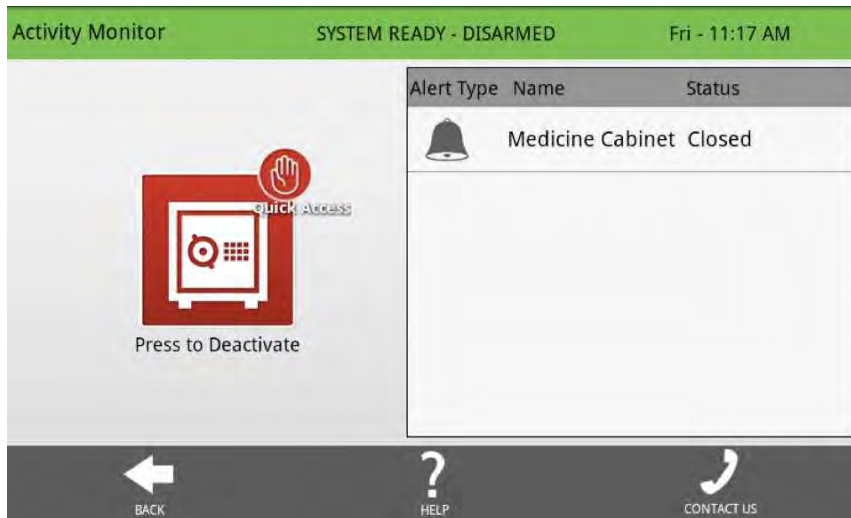 Activity Monitor SYSTEM READY - DISARMED Fri - 11:17 AM
Alert Type Name Status
Medicine Cabinet Closed
Quick Access
Press to Deactivate
BACK HELP CONTACT US